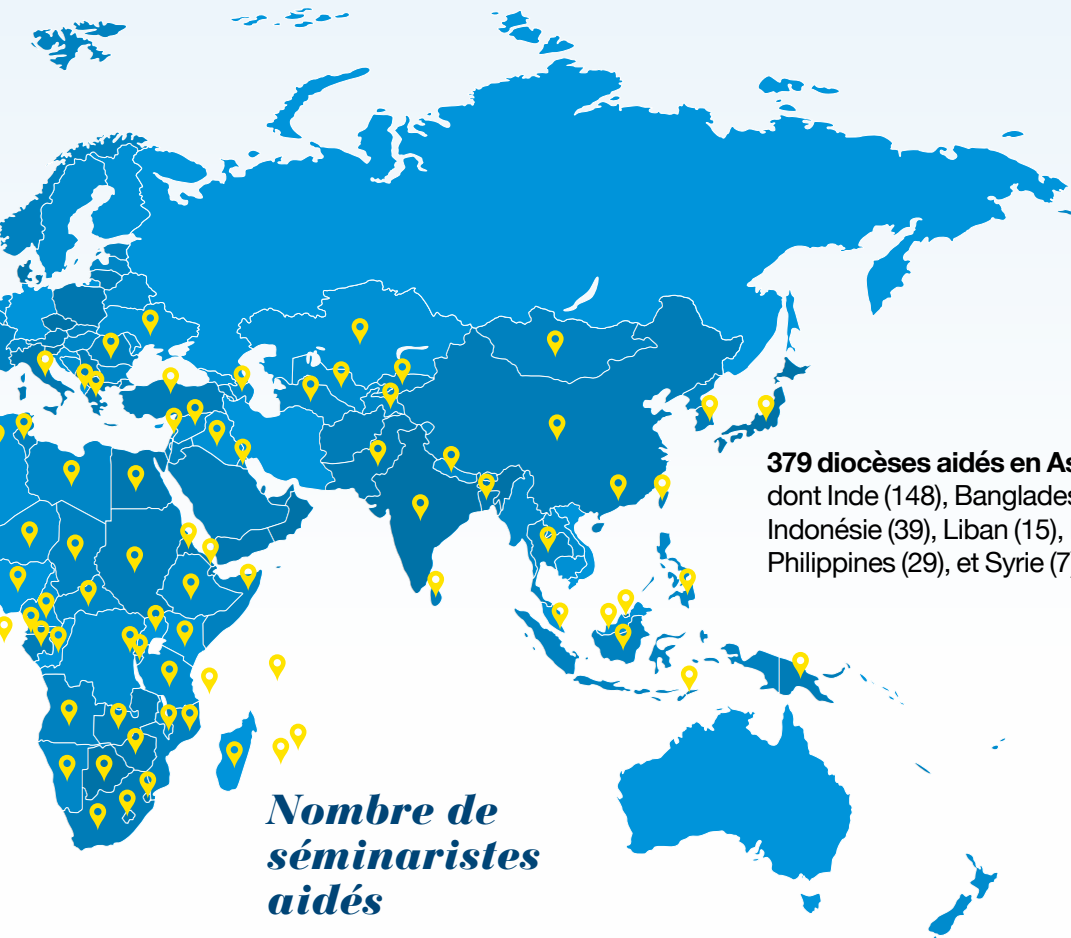 379 diocèses aidés en As
dont Inde (148), Banglades
Indonésie (39), Liban (15),
Philippines (29), et Syrie (7
Nombre de
séminaristes
aidés